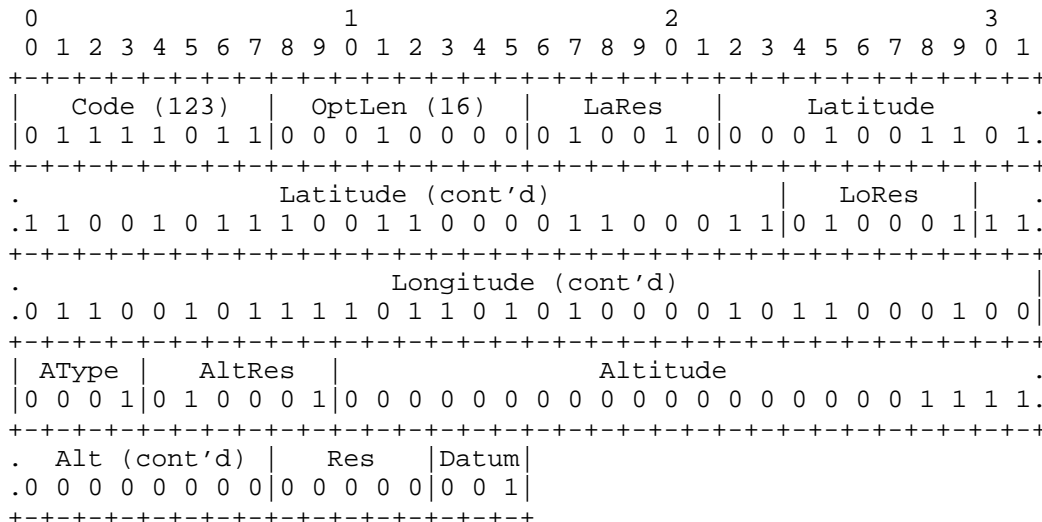 0                   1                   2                   3
 0 1 2 3 4 5 6 7 8 9 0 1 2 3 4 5 6 7 8 9 0 1 2 3 4 5 6 7 8 9 0 1
+-+-+-+-+-+-+-+-+-+-+-+-+-+-+-+-+-+-+-+-+-+-+-+-+-+-+-+-+-+-+-+-+
|   Code (123)  |  OptLen (16)  |   LaRes   |     Latitude      .
|0 1 1 1 1 0 1 1|0 0 0 1 0 0 0 0|0 1 0 0 1 0|0 0 0 1 0 0 1 1 0 1.
+-+-+-+-+-+-+-+-+-+-+-+-+-+-+-+-+-+-+-+-+-+-+-+-+-+-+-+-+-+-+-+-+
.                Latitude (cont'd)              |   LoRes   |   .
.1 1 0 0 1 0 1 1 1 0 0 1 1 0 0 0 0 1 1 0 0 0 1 1|0 1 0 0 0 1|1 1.
+-+-+-+-+-+-+-+-+-+-+-+-+-+-+-+-+-+-+-+-+-+-+-+-+-+-+-+-+-+-+-+-+
.                       Longitude (cont'd)                      |
.0 1 1 0 0 1 0 1 1 1 1 0 1 1 0 1 0 1 0 0 0 0 1 0 1 1 0 0 0 1 0 0|
+-+-+-+-+-+-+-+-+-+-+-+-+-+-+-+-+-+-+-+-+-+-+-+-+-+-+-+-+-+-+-+-+
| AType |   AltRes  |                Altitude                   .
|0 0 0 1|0 1 0 0 0 1|0 0 0 0 0 0 0 0 0 0 0 0 0 0 0 0 0 0 1 1 1 1.
+-+-+-+-+-+-+-+-+-+-+-+-+-+-+-+-+-+-+-+-+-+-+-+-+-+-+-+-+-+-+-+-+
.  Alt (cont'd) |   Res   |Datum|
.0 0 0 0 0 0 0 0|0 0 0 0 0|0 0 1|
+-+-+-+-+-+-+-+-+-+-+-+-+-+-+-+-+